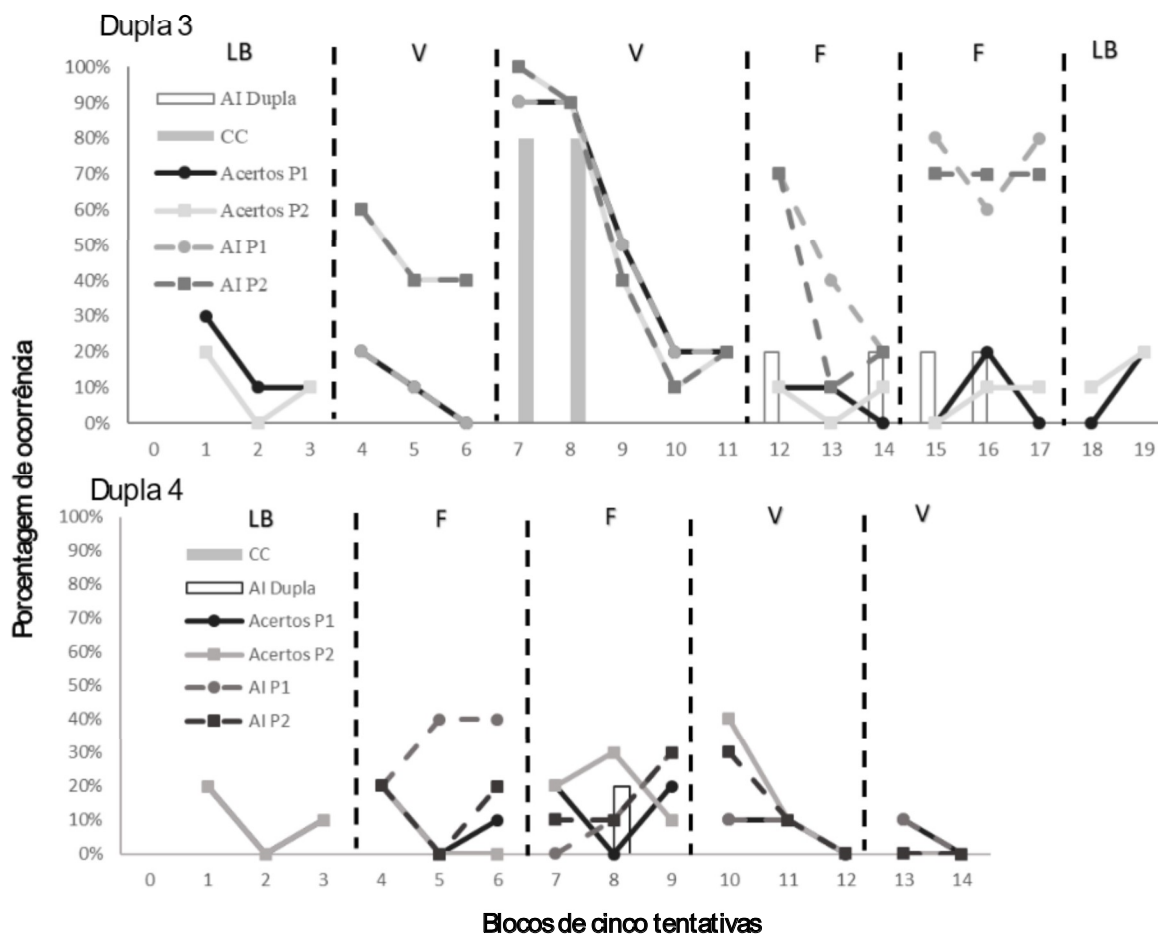 Dupla 3
LB V V F F LB
100%
90%
80%
70%
60%
50%
40%
30%
20%
10%
0%
AI Dupla
CC
Acertos P1
Acertos P2
AI P1
AI P2
0 1 2 3 4 5 6 7 8 9 10 11 12 13 14 15 16 17 18 19
Porcentagem de ocorrência
Dupla 4
LB F F V V
100%
90%
80%
70%
60%
50%
40%
30%
20%
10%
0%
CC
AI Dupla
Acertos P1
Acertos P2
AI P1
AI P2
0 1 2 3 4 5 6 7 8 9 10 11 12 13 14
Blocos de cinco tentativas